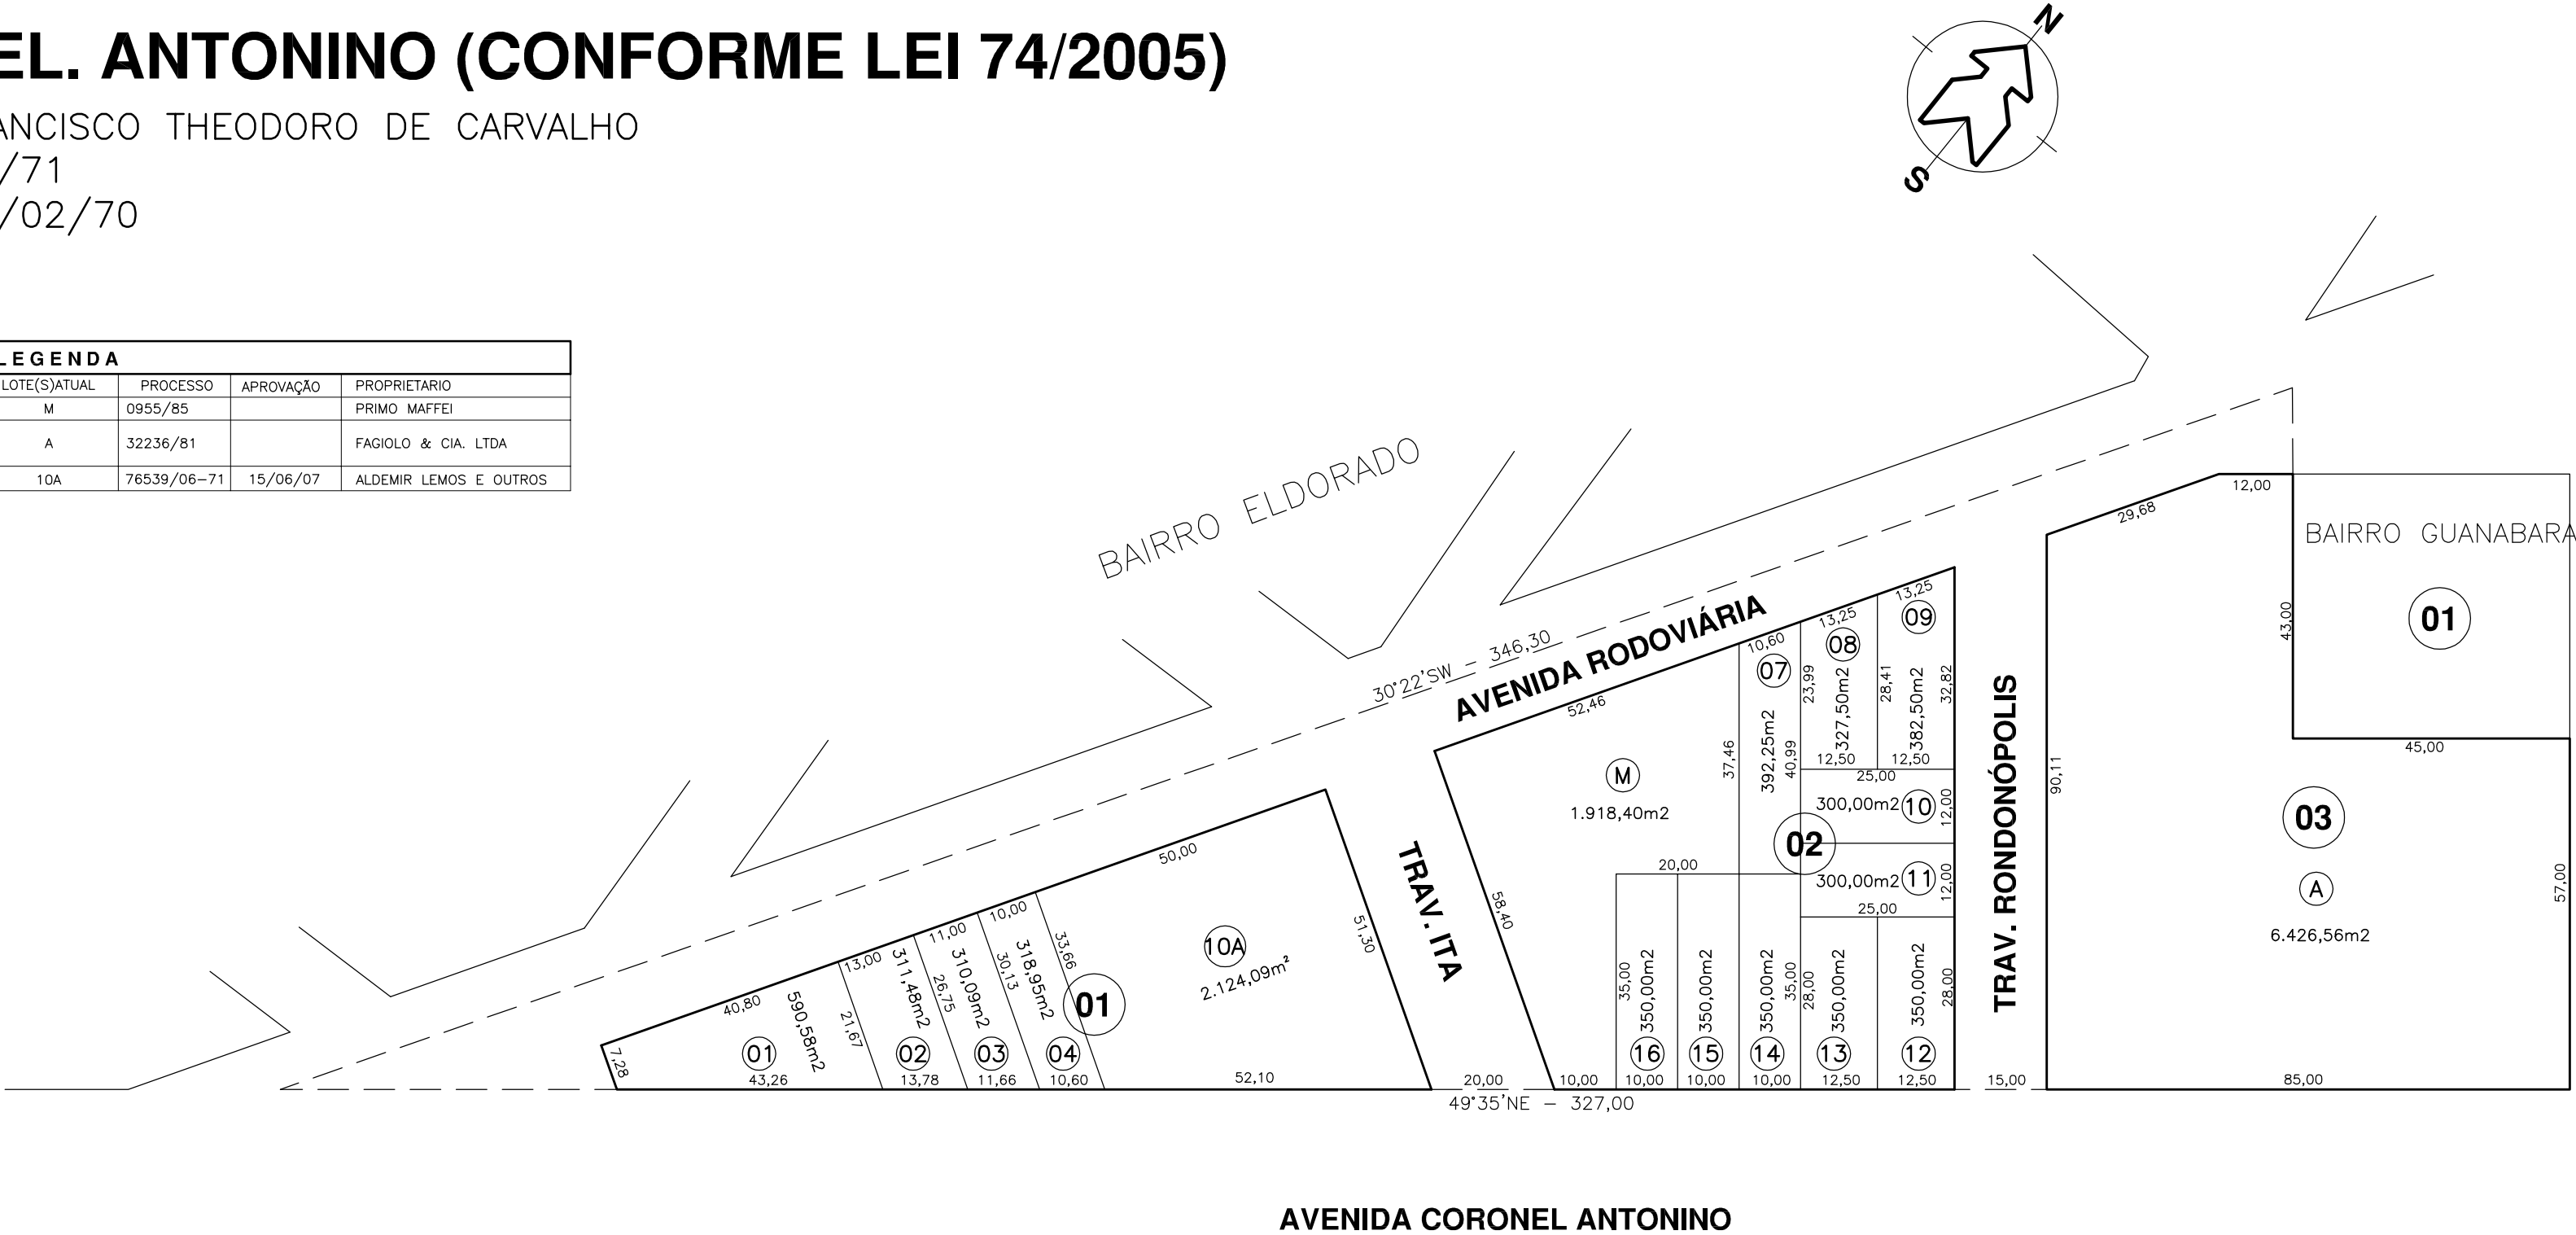 EL. ANTONINO (CONFORME LEI 74/2005)
ANCISCO THEODORO DE CARVALHO
/71
/02/70
N
S
LEGENDA
LOTE(S)ATUAL PROCESSO APROVAÇÃO PROPRIETARIO
M 0955/85 PRIMO MAFFEI
A 32236/81 FAGIOLO & CIA. LTDA
10A 76539/06-71 15/06/07 ALDEMIR LEMOS E OUTROS
BAIRRO ELDORADO
BAIRRO GUANABARA
01
30°22'SW - 346,30
AVENIDA RODOVIÁRIA
7,28
40,80
590,58m2
01
43,26
21,67
13,00
311,48m2
02
13,78
26,75
11,00
310,09m2
03
11,66
30,13
10,00
318,95m2
04
10,60
33,66
01
50,00
10A
2.124,09m²
52,10
51,30
TRAV. ITA
20,00
49°35'NE - 327,00
58,40
52,46
M
1.918,40m2
37,46
20,00
10,00
35,00
350,00m2
16
10,00
350,00m2
15
10,00
350,00m2
14
10,00
35,00
10,60
07
392,25m2
40,99
02
13,25
08
23,99
327,50m2
12,50
13,25
09
28,41
382,50m2
32,82
12,50
25,00
300,00m2
10
12,00
300,00m2
11
12,00
25,00
28,00
350,00m2
13
12,50
350,00m2
12
12,50
28,00
TRAV. RONDONÓPOLIS
15,00
90,11
29,68
12,00
43,00
45,00
03
A
6.426,56m2
57,00
85,00
AVENIDA CORONEL ANTONINO